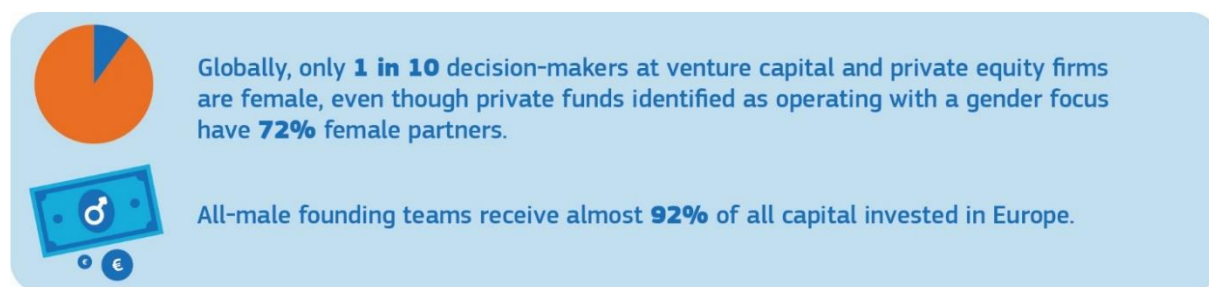 Globally, only 1 in 10 decision-makers at venture capital and private equity firms
are female, even though private funds identified as operating with a gender focus
have 72% female partners.
All-male founding teams receive almost 92% of all capital invested in Europe.
€
€